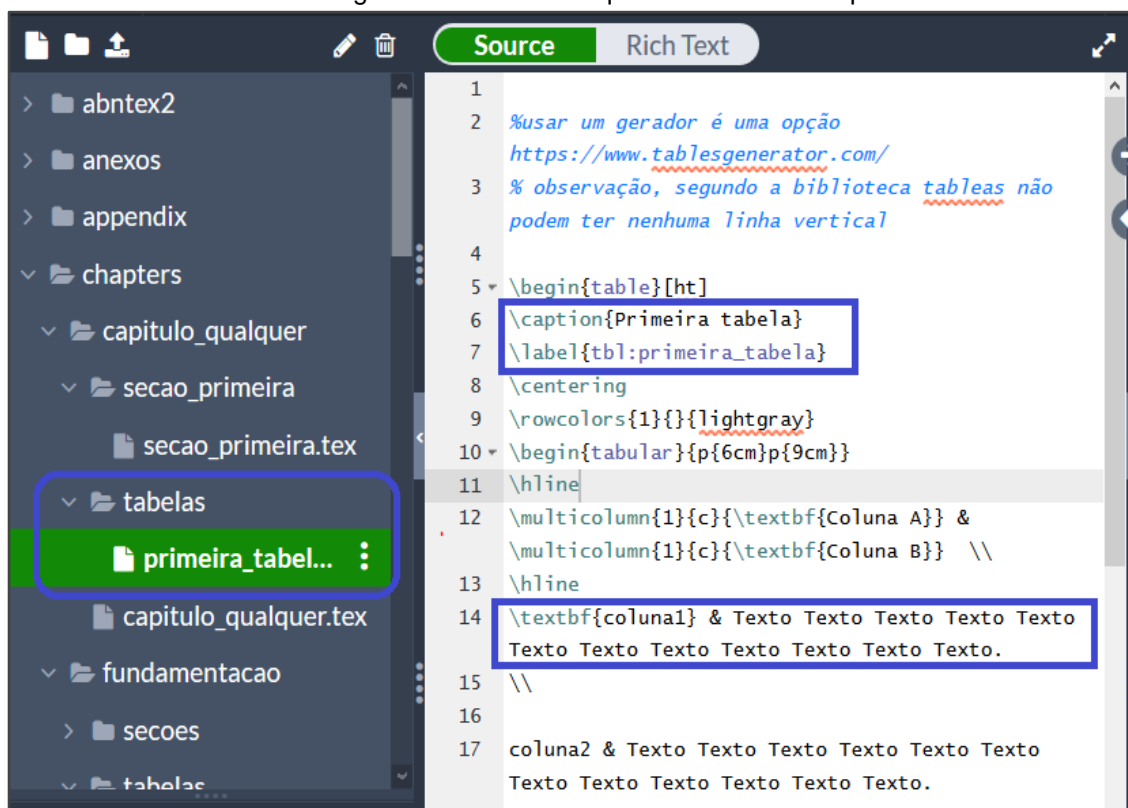 Source
Rich Text
abntex2
anexos
appendix
chapters
capitulo_qualquer
secao_primeira
secao_primeira.tex
tabelas
primeira_tabel...
capitulo_qualquer.tex
fundamentacao
secoes
tabelas
1
2 %usar um gerador é uma opção
https://www.tablesgenerator.com/
3 % observação, segundo a biblioteca tableas não
podem ter nenhuma linha vertical
4
5 \begin{table}[ht]
6 \caption{Primeira tabela}
7 \label{tbl:primeira_tabela}
8 \centering
9 \rowcolors{1}{}{lightgray}
10 \begin{tabular}{p{6cm}p{9cm}}
11 \hline
12 \multicolumn{1}{c}{\textbf{Coluna A}} &
\multicolumn{1}{c}{\textbf{Coluna B}} \\
13 \hline
14 \textbf{coluna1} & Texto Texto Texto Texto Texto
Texto Texto Texto Texto Texto Texto Texto.
15 \\
16
17 coluna2 & Texto Texto Texto Texto Texto Texto
Texto Texto Texto Texto Texto Texto.